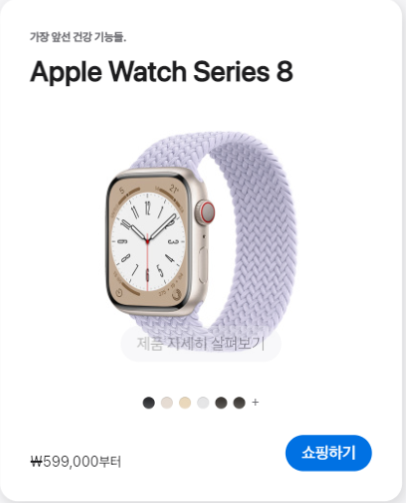 가장 앞선 건강 기능들.
Apple Watch Series 8
제품 자세히 살펴보기
+
₩599,000부터
쇼핑하기